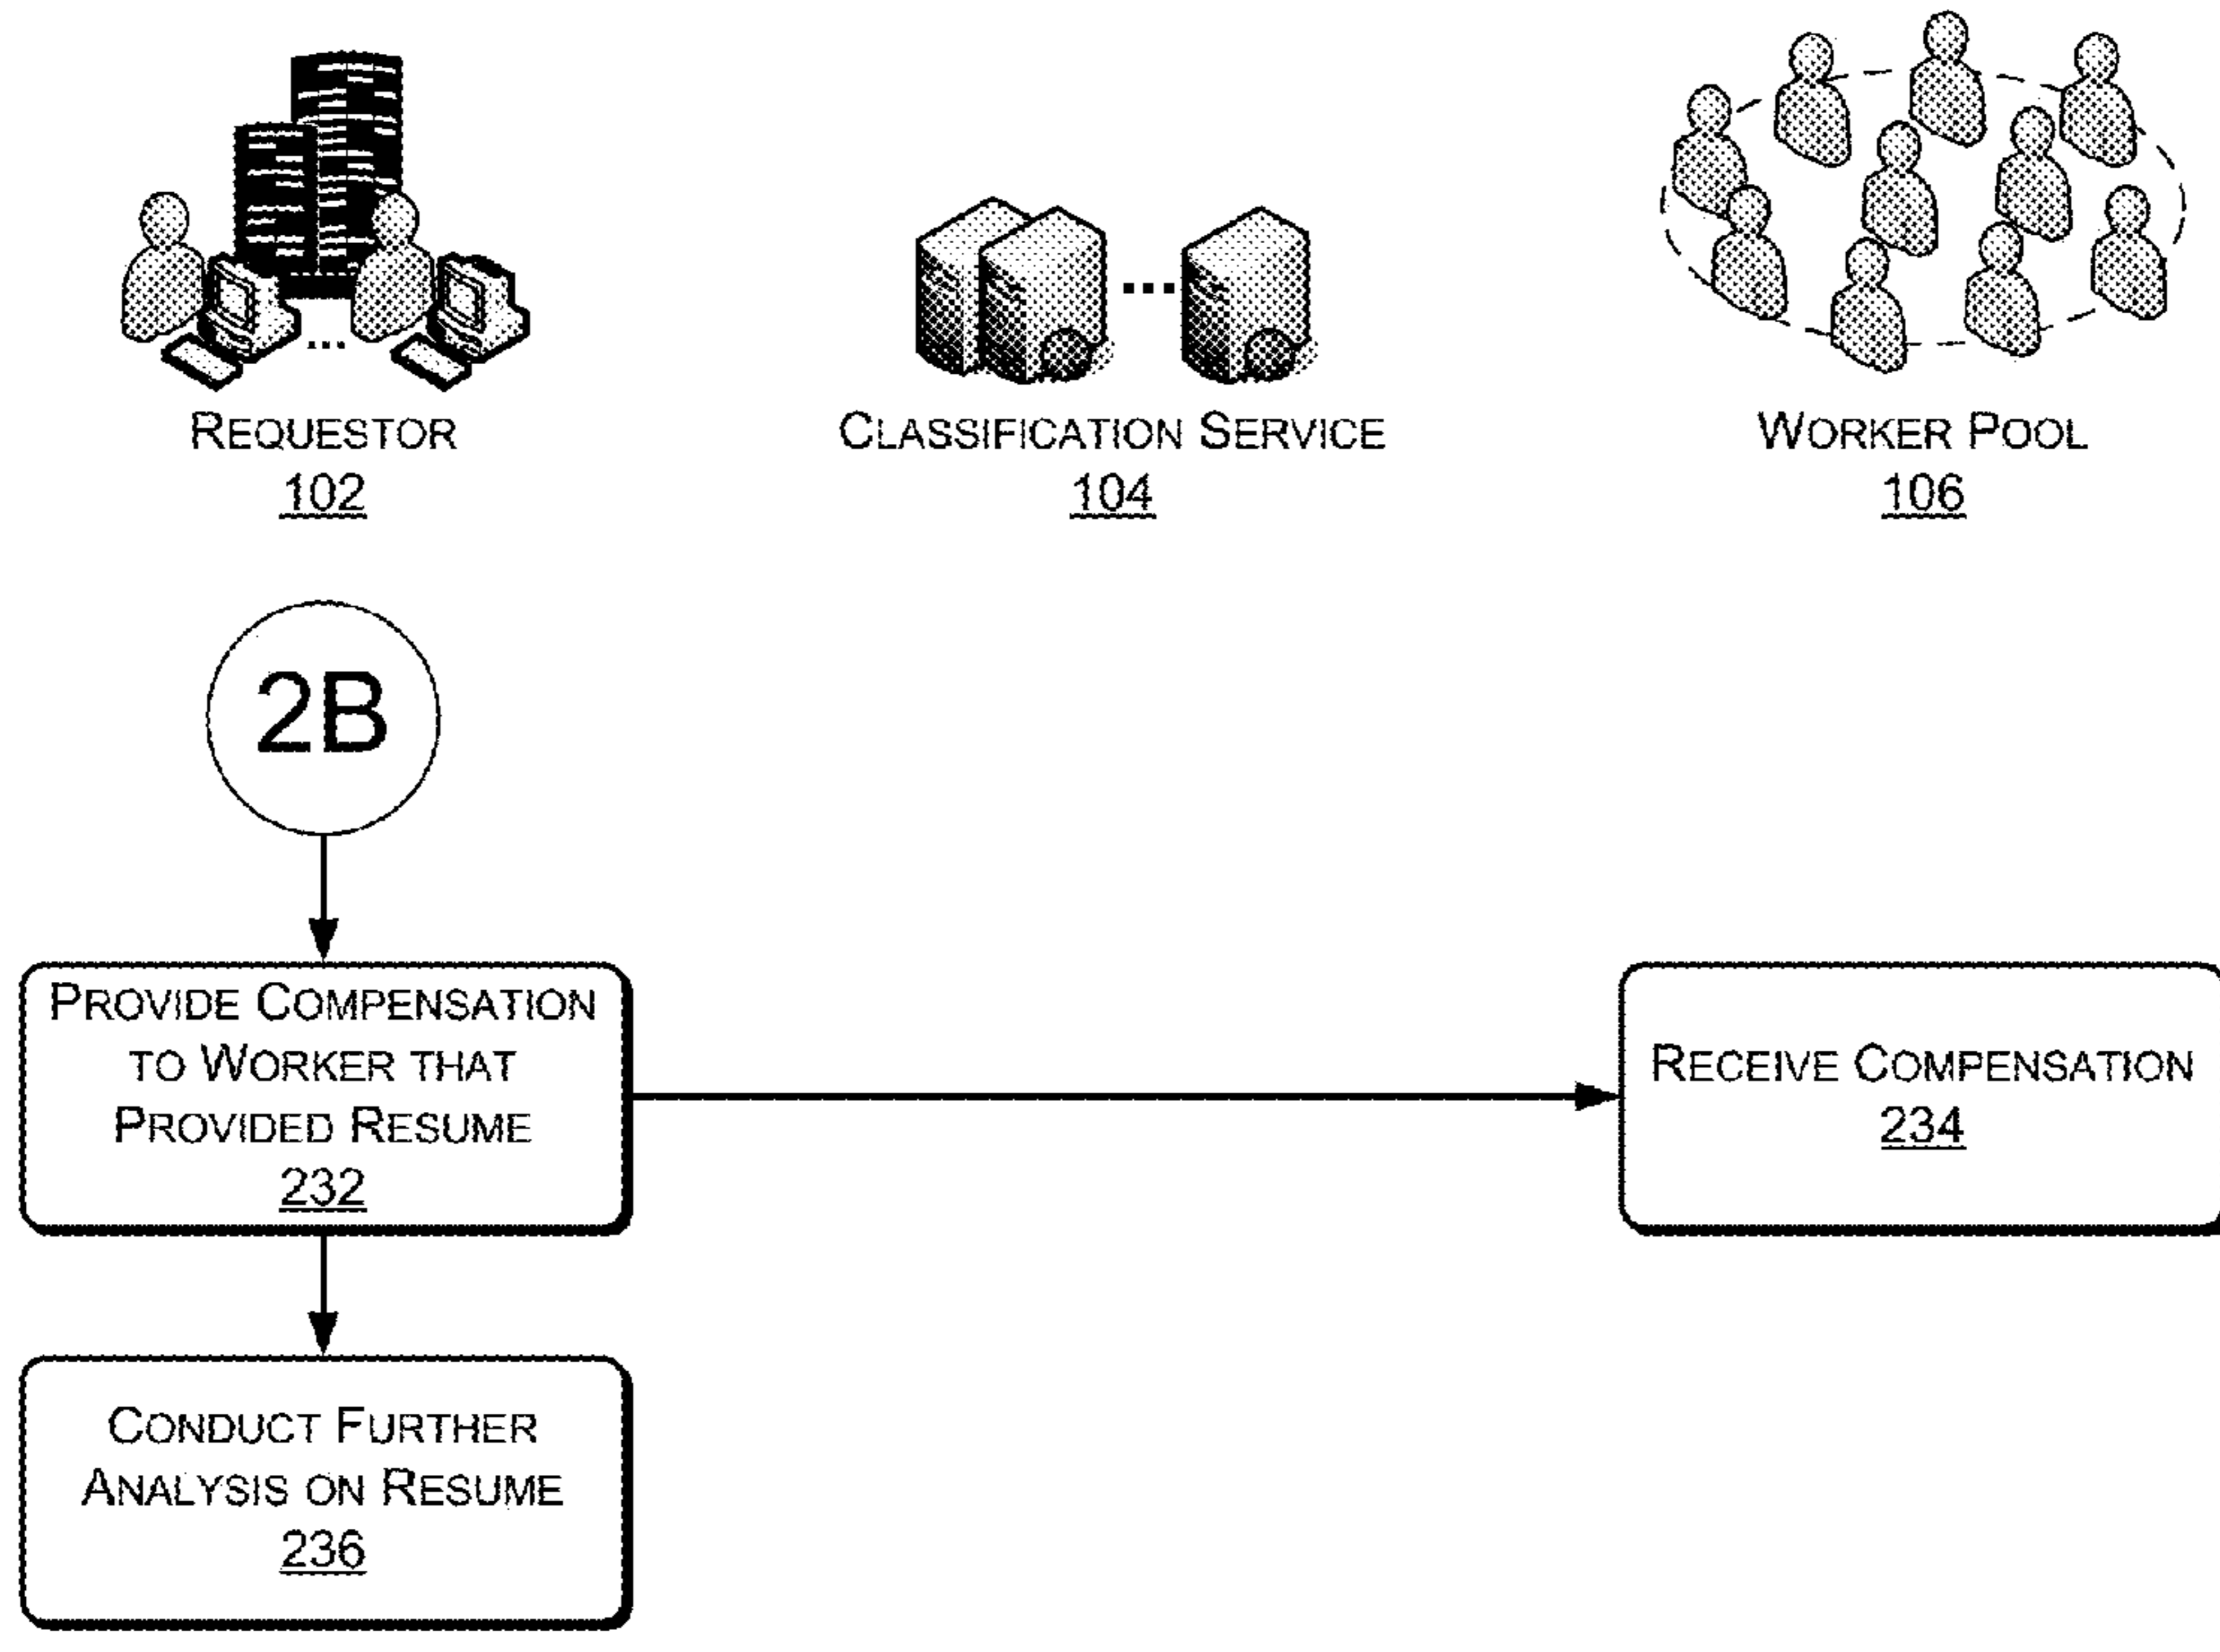 REQUESTOR
102
CLASSIFICATION SERVICE
104
WORKER POOL
106
2B
PROVIDE COMPENSATION
TO WORKER THAT
PROVIDED RESUME
232
RECEIVE COMPENSATION
234
CONDUCT FURTHER
ANALYSIS ON RESUME
236